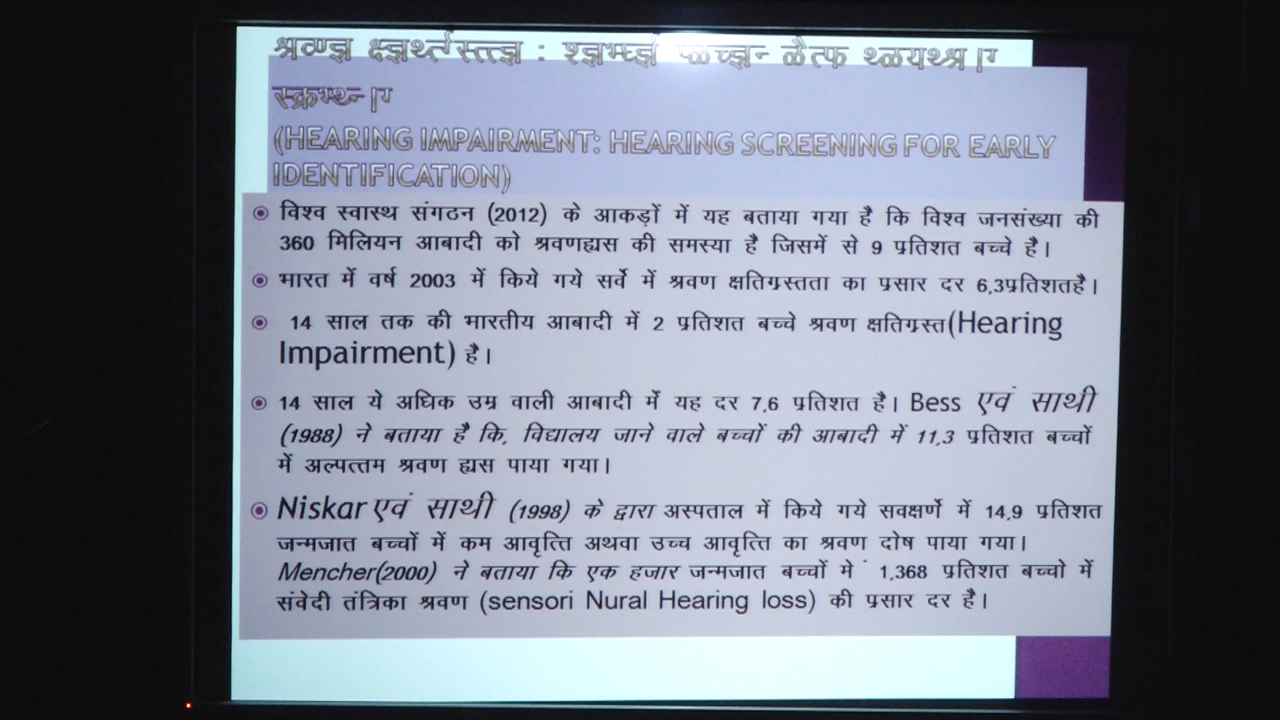 (HEARING IMPAIRMENT: HEARING SCREENING FOR EARLY
IDENTIFICATION)
विश्व स्वास्थ संगठन (2012) के आकड़ों में यह बताया गया है कि विश्व जनसंख्या की
360 मिलियन आबादी को श्रवणह्यस की समस्या है जिसमें से 9 प्रतिशत बच्चे है।
भारत में वर्ष 2003 में किये गये सर्वे में श्रवण क्षतिग्रस्तता का प्रसार दर 6,3प्रतिशतहै।
14 साल तक की भारतीय आबादी में 2 प्रतिशत बच्चे श्रवण क्षतिग्रस्त(Hearing
Impairment) है।
14 साल ये अधिक उम्र वाली आबादी में यह दर 7,6 प्रतिशत है। Bess एवं साथी
(1988) ने बताया है कि, विद्यालय जाने वाले बच्चों की आबादी में 11,3 प्रतिशत बच्चों
में अल्पत्तम श्रवण ह्यस पाया गया।
Niskar एवं साथी (1998) के द्वारा अस्पताल में किये गये सवक्षर्ण में 14,9 प्रतिशत
जन्मजात बच्चों में कम आवृत्ति अथवा उच्च आवृत्ति का श्रवण दोष पाया गया।
Mencher(2000) ने बताया कि एक हजार जन्मजात बच्चों मे 1,368 प्रतिशत बच्चो में
संवेदी तंत्रिका श्रवण (sensori Nural Hearing loss) की प्रसार दर है।